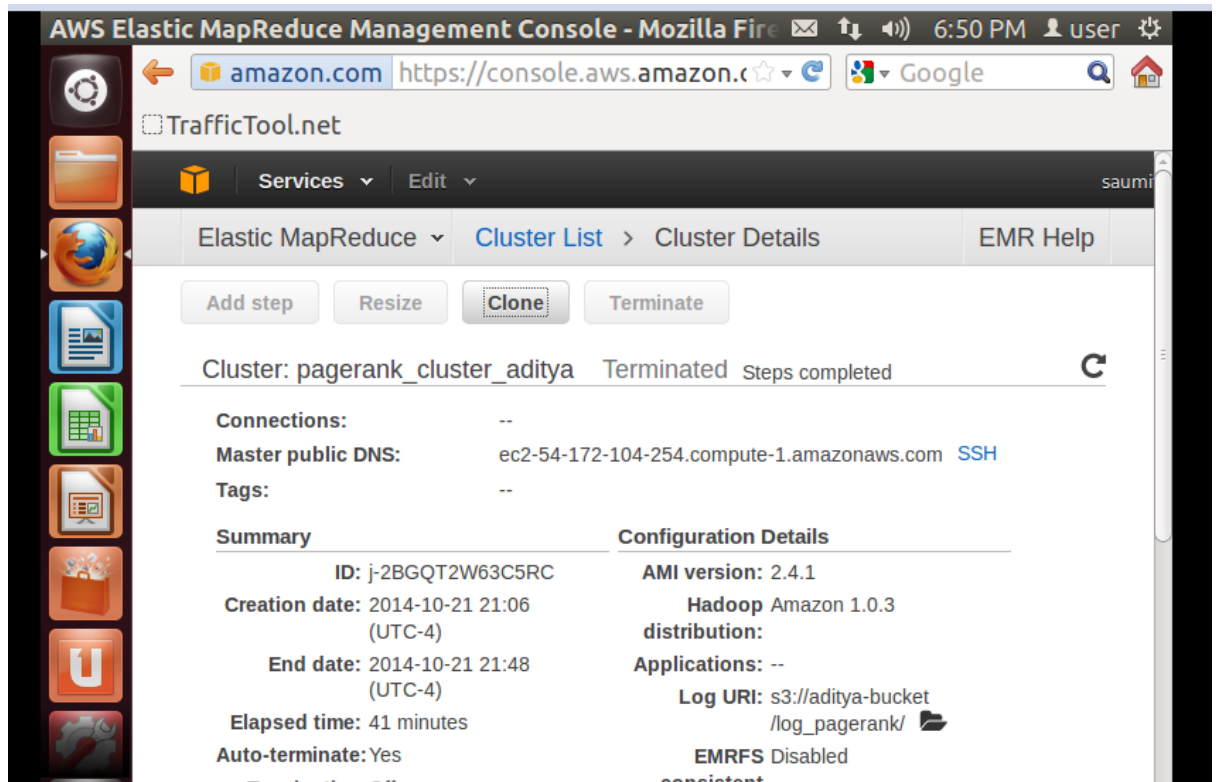 AWS Elastic MapReduce Management Console - Mozilla Fire 6:50 PM user
amazon.com https://console.aws.amazon.c Google
TrafficTool.net
Services Edit saumi
Elastic MapReduce Cluster List > Cluster Details EMR Help
Add step Resize Clone Terminate
Cluster: pagerank_cluster_aditya Terminated Steps completed
Connections: --
Master public DNS: ec2-54-172-104-254.compute-1.amazonaws.com SSH
Tags: --
Summary
ID: j-2BGQT2W63C5RC
Creation date: 2014-10-21 21:06
(UTC-4)
End date: 2014-10-21 21:48
(UTC-4)
Elapsed time: 41 minutes
Auto-terminate: Yes
Configuration Details
AMI version: 2.4.1
Hadoop Amazon 1.0.3
distribution:
Applications: --
Log URI: s3://aditya-bucket
/log_pagerank/
EMRFS Disabled
consistent